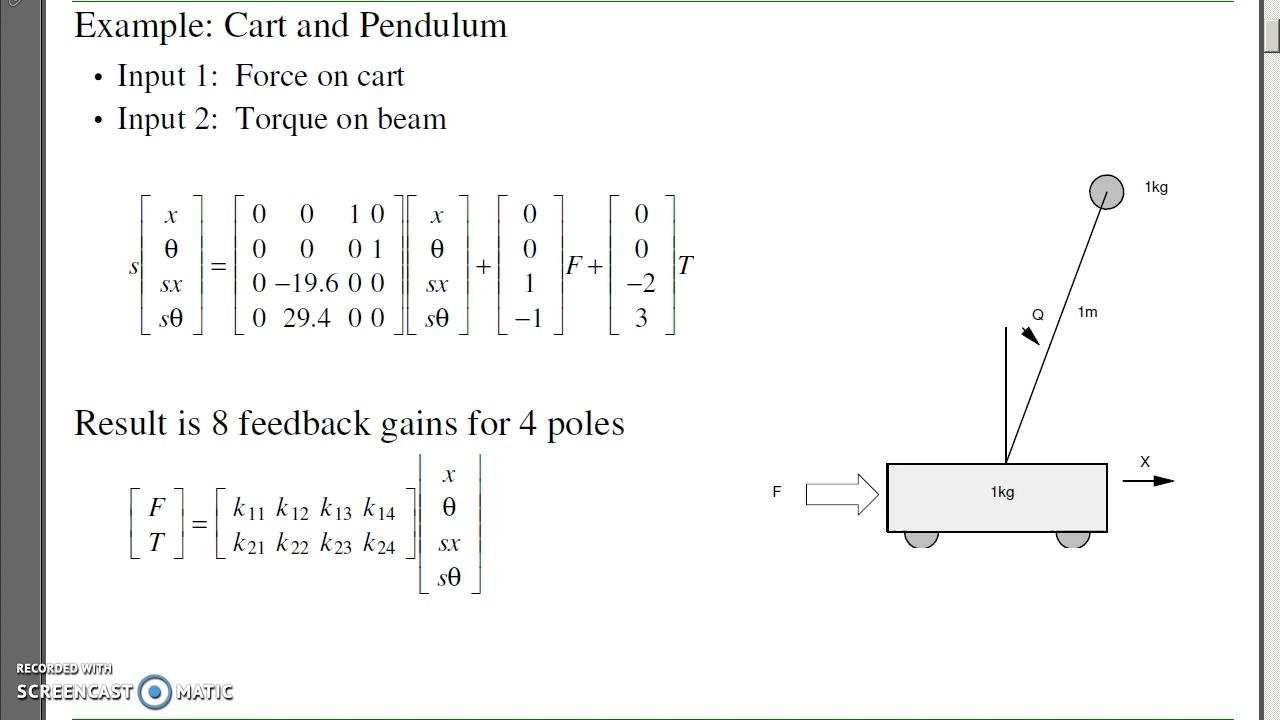 Example: Cart and Pendulum
• Input 1: Force on cart
• Input 2: Torque on beam
s [x θ sx sθ] = [0 0 1 0; 0 0 0 1; 0 −19.6 0 0; 0 29.4 0 0] [x θ sx sθ] + [0 0 1 −1] F + [0 0 −2 3] T
Result is 8 feedback gains for 4 poles
[F T] = [k11 k12 k13 k14; k21 k22 k23 k24] [x θ sx sθ]
1kg
Q
1m
X
F
1kg
RECORDED WITH
SCREENCAST MATIC